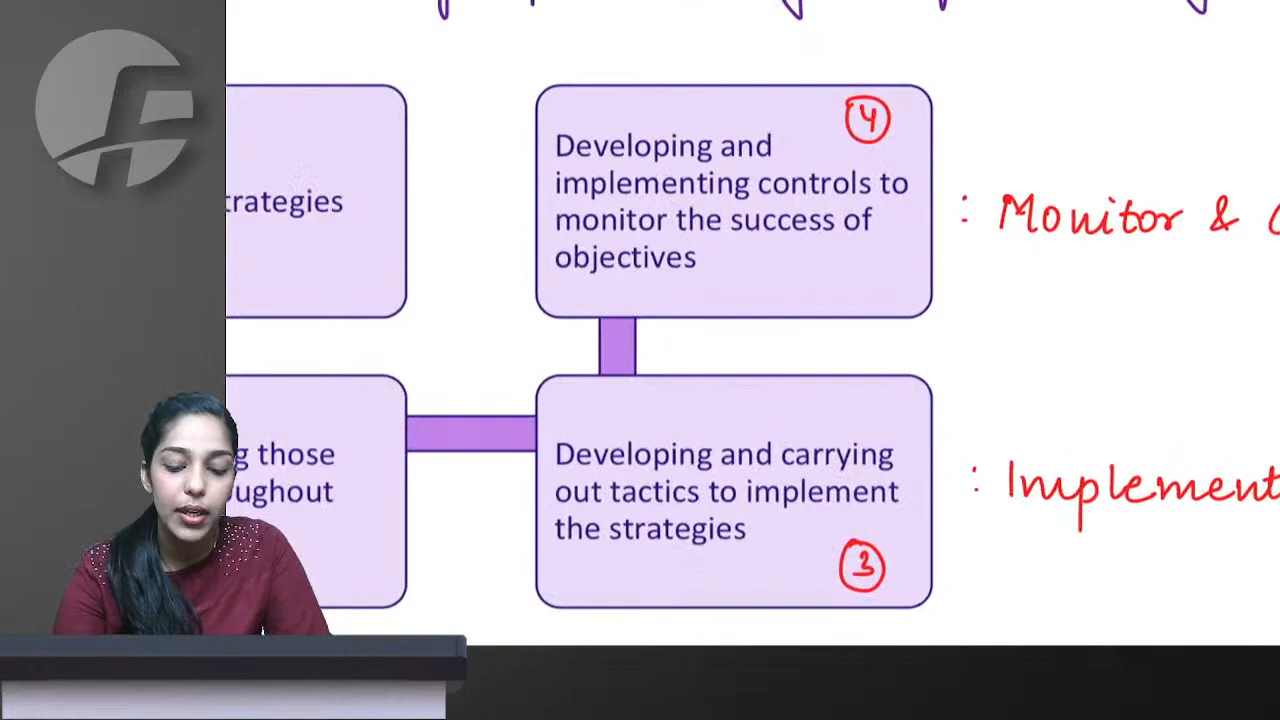 trategies
4
Developing and
implementing controls to
monitor the success of
objectives
: Monitor &
g those
oughout
Developing and carrying
out tactics to implement
the strategies
3
: Implement